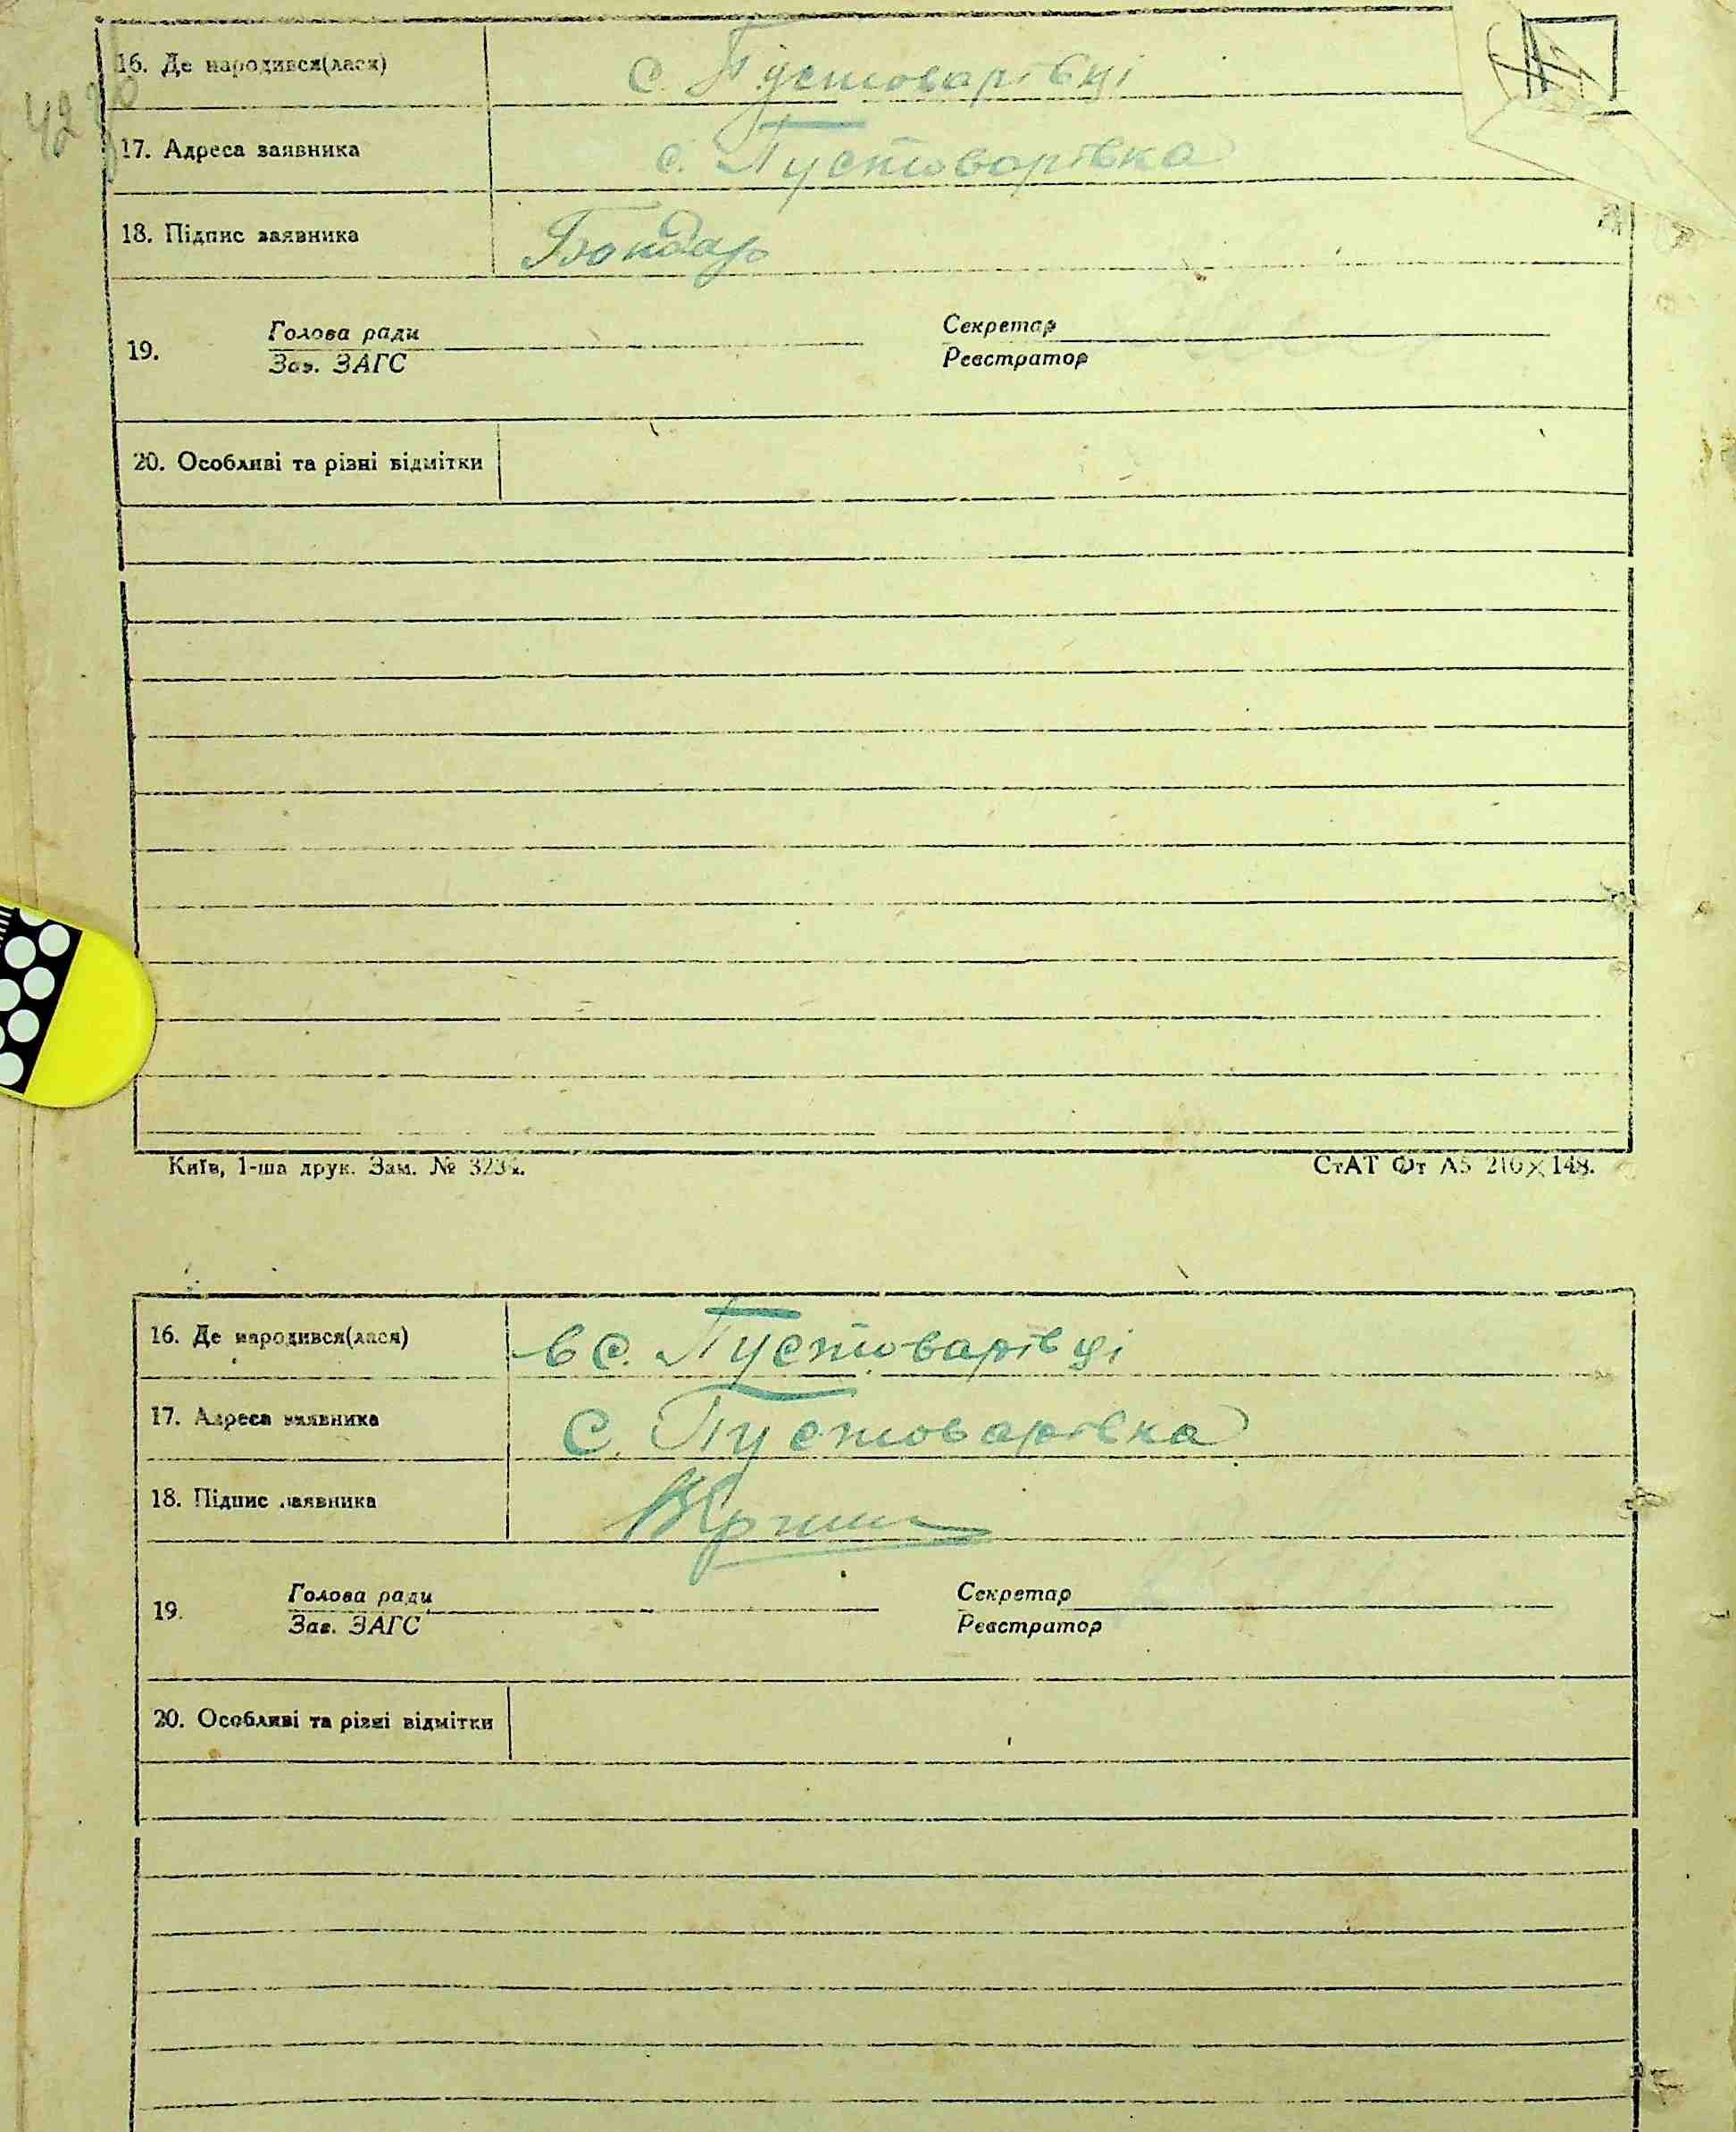 16. Де народився(лася) с. Пустоварівці
17. Адреса заявника с. Пустоварівка
18. Підпис заявника Бондар
19. Голова ради Секретар
Зав. ЗАГС Реєстратор
20. Особливі та різні відмітки
Київ, 1-ша друк. Зам. №
СтАТ Фт А5 210×148.
16. Де народився(лася) в с. Пустоварівці
17. Адреса заявника с. Пустоварівка
18. Підпис заявника
19. Голова ради Секретар
Зав. ЗАГС Реєстратор
20. Особливі та різні відмітки